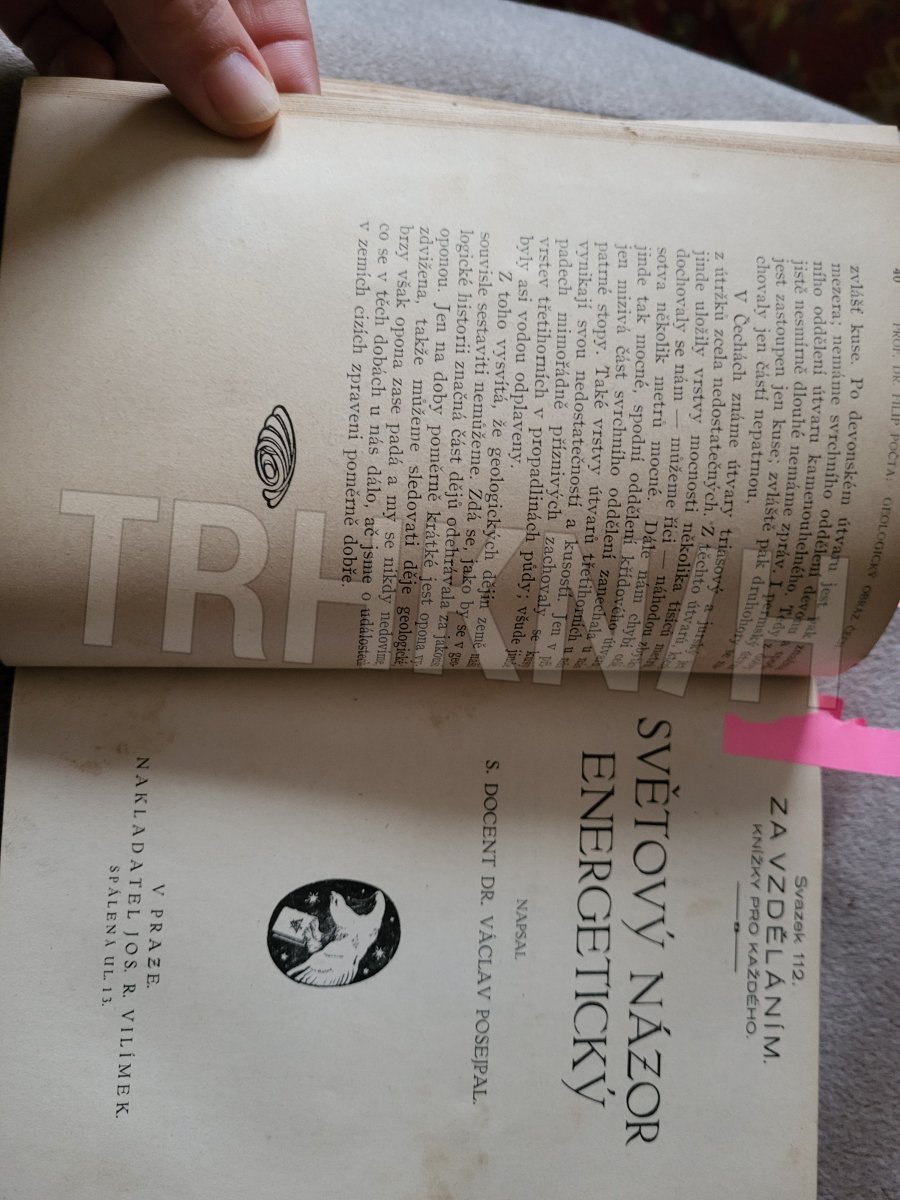 40 PROF. DR. FILIP POČTA: GEOLOGICKÝ OBRAZ
zvlášť kuse. Po devonském útvaru jest
mezera; nemáme svrchního oddělení
ního oddělení útvaru kamenouhelného.
jistě nesmírně dlouhé nemáme zpráv. I permský
jest zastoupen jen kuse; zvláště pak druhohory
chovaly jen částí nepatrnou.
V Čechách známe útvary triasový a jurský
z útržků zcela nedostatečných. Z těchto útvarů
jinde uložily vrstvy mocnosti několika tisíců
dochovaly se nám — můžeme říci — náhodou
sotva několik metrů mocné. Dále nám chybí
jinde tak mocné, spodní oddělení křídového
jen mizivá část svrchního oddělení zanechala
patrné stopy. Také vrstvy útvarů třetihorních u
vynikají svou nedostatečností a kusostí. Jen v
padech mimořádně příznivých zachovaly se
vrstev třetihorních v propadlinách půdy; všude
byly asi vodou odplaveny.
Z toho vysvítá, že geologických dějin země
souvisle sestaviti nemůžeme. Zdá se, jako by se v
logické historii značná část dějů odehrávala za
oponou. Jen na doby poměrně krátké jest opona
zdvižena, takže můžeme sledovati děje geologické
brzy však opona zase padá a my se nikdy nedovíme
co se v těch dobách u nás dálo, ač jsme o událostech
v zemích cizích zpraveni poměrně dobře.
Svazek 112.
ZA VZDĚLÁNÍM.
KNÍŽKY PRO KAŽDÉHO.
SVĚTOVÝ NÁZOR
ENERGETICKÝ
NAPSAL
S. DOCENT DR. VÁCLAV POSEJPAL.
V PRAZE.
NAKLADATEL JOS. R. VILÍMEK.
SPÁLENÁ UL. 13.
TRHKNIH